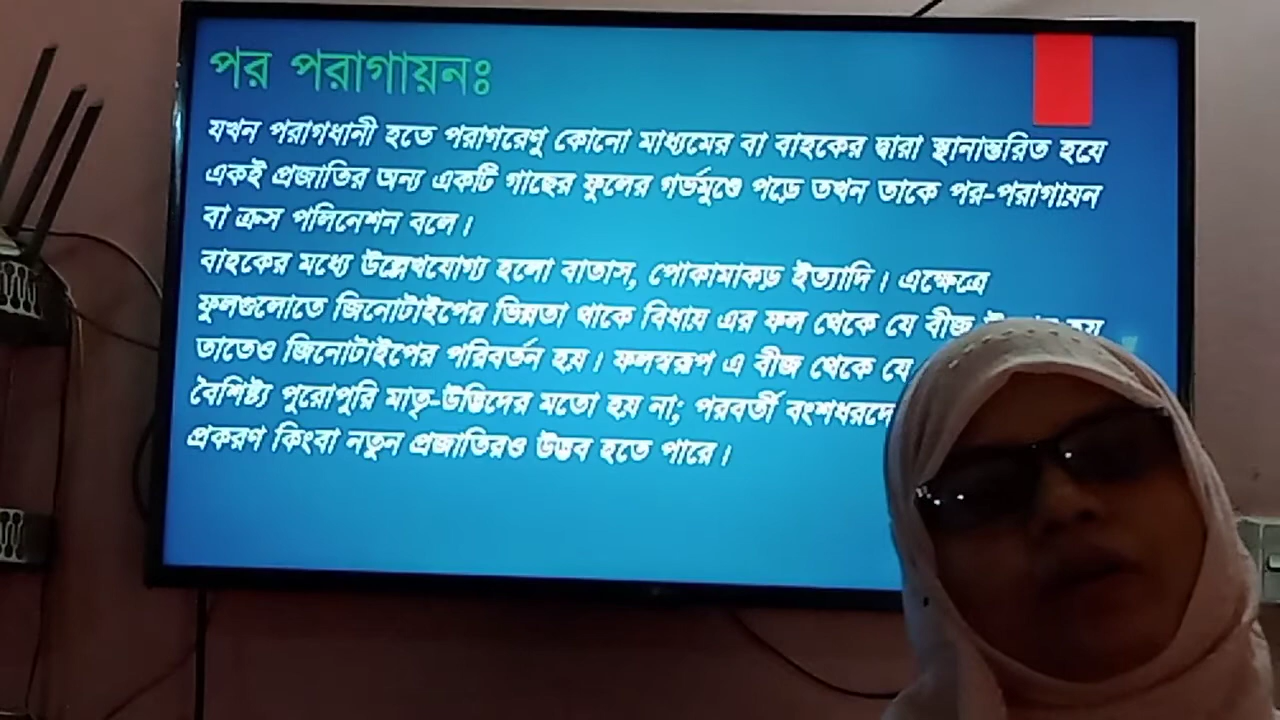 পর পরাগায়নঃ
যখন পরাগধানী হতে পরাগরেণু কোনো মাধ্যমের বা বাহকের দ্বারা স্থানান্তরিত হয়ে
একই প্রজাতির অন্য একটি গাছের ফুলের গর্ভমুণ্ডে পড়ে তখন তাকে পর-পরাগায়ন
বা ক্রস পলিনেশন বলে।
বাহকের মধ্যে উল্লেখযোগ্য হলো বাতাস, পোকামাকড় ইত্যাদি। এক্ষেত্রে
ফুলগুলোতে জিনোটাইপের ভিন্নতা থাকে বিধায় এর ফল থেকে যে বীজ
তাতেও জিনোটাইপের পরিবর্তন হয়। ফলস্বরূপ এ বীজ থেকে যে
বৈশিষ্ট্য পুরোপুরি মাতৃ-উদ্ভিদের মতো হয় না; পরবর্তী
প্রকরণ কিংবা নতুন প্রজাতিরও উদ্ভব হতে পারে।